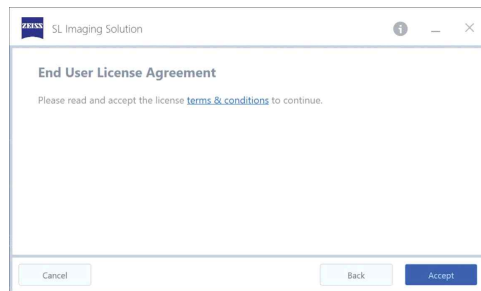 ZEISS SL Imaging Solution
End User License Agreement
Please read and accept the license terms & conditions to continue.
Cancel Back Accept